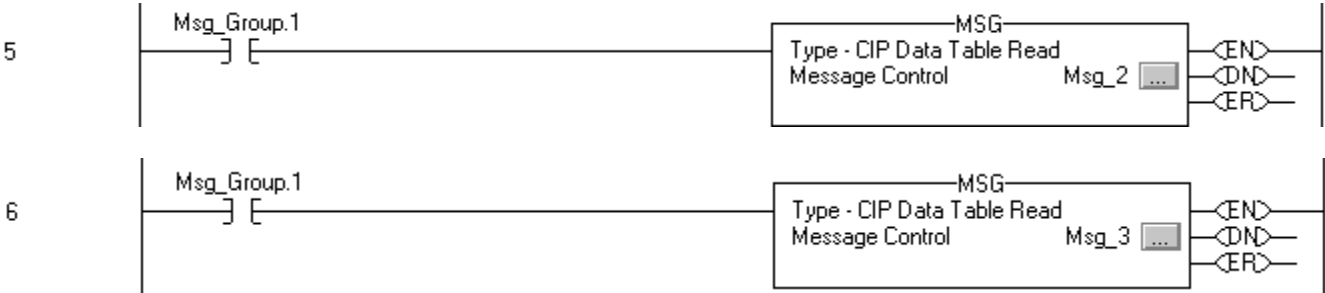 5
Msg_Group.1
MSG
Type - CIP Data Table Read
Message Control Msg_2 ...
EN
DN
ER
6
Msg_Group.1
MSG
Type - CIP Data Table Read
Message Control Msg_3 ...
EN
DN
ER